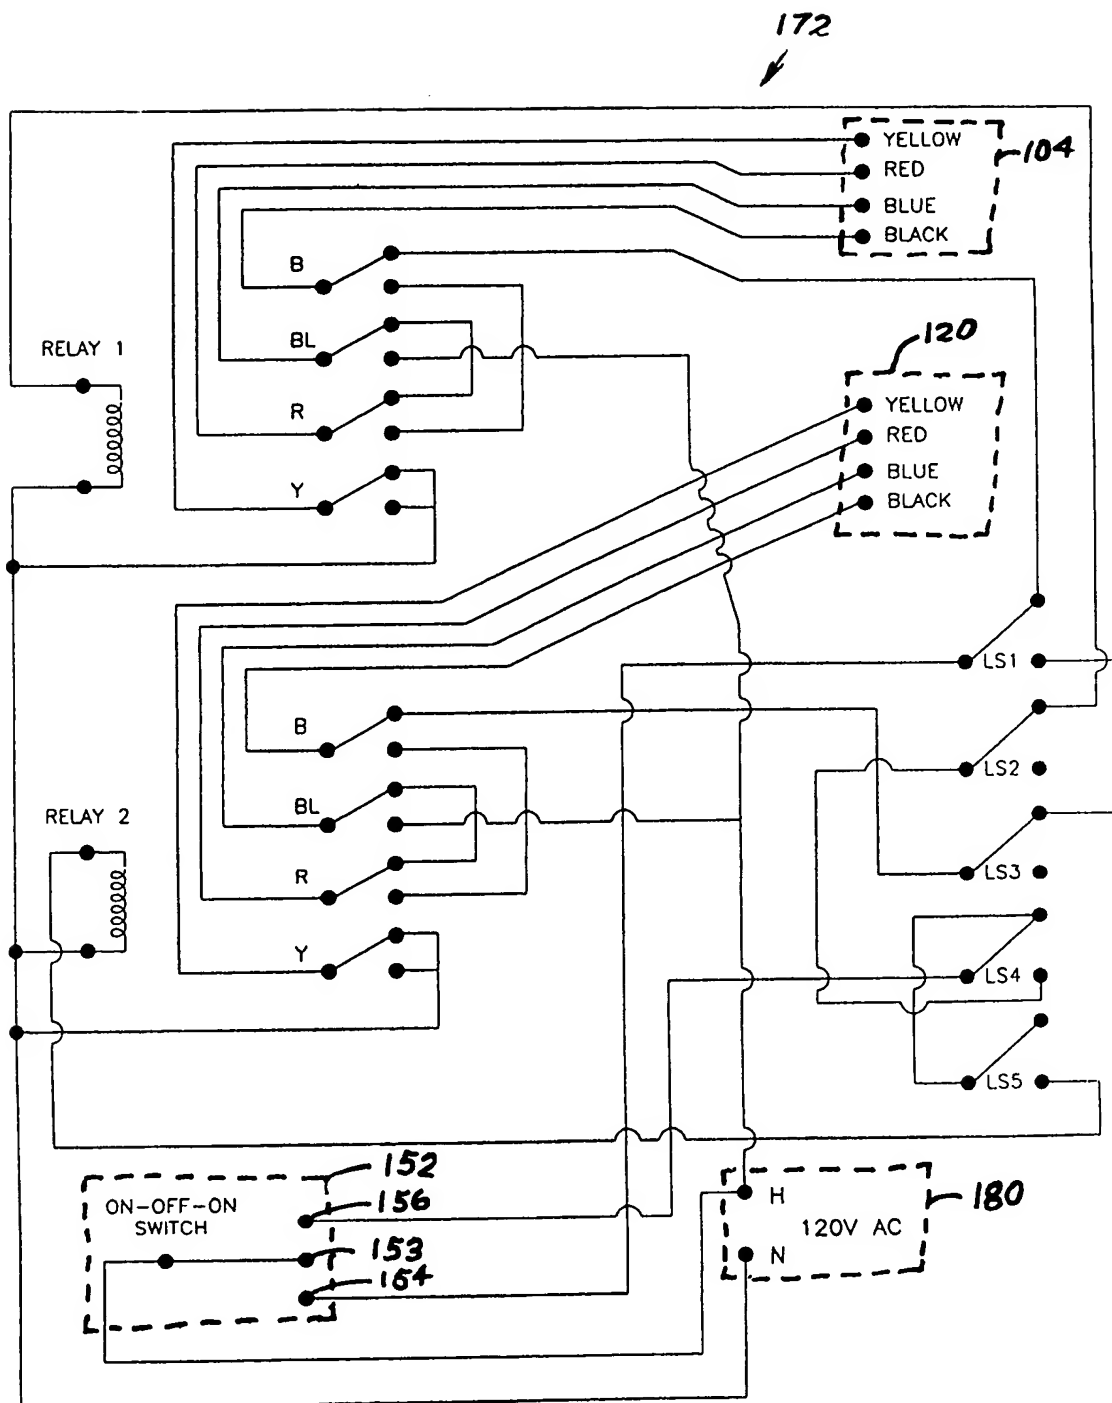 172
YELLOW
RED
BLUE
BLACK
104
B
BL
R
Y
RELAY 1
120
YELLOW
RED
BLUE
BLACK
LS1
LS2
LS3
LS4
LS5
B
BL
R
Y
RELAY 2
152
ON-OFF-ON
SWITCH
156
153
154
H
120V AC
N
180